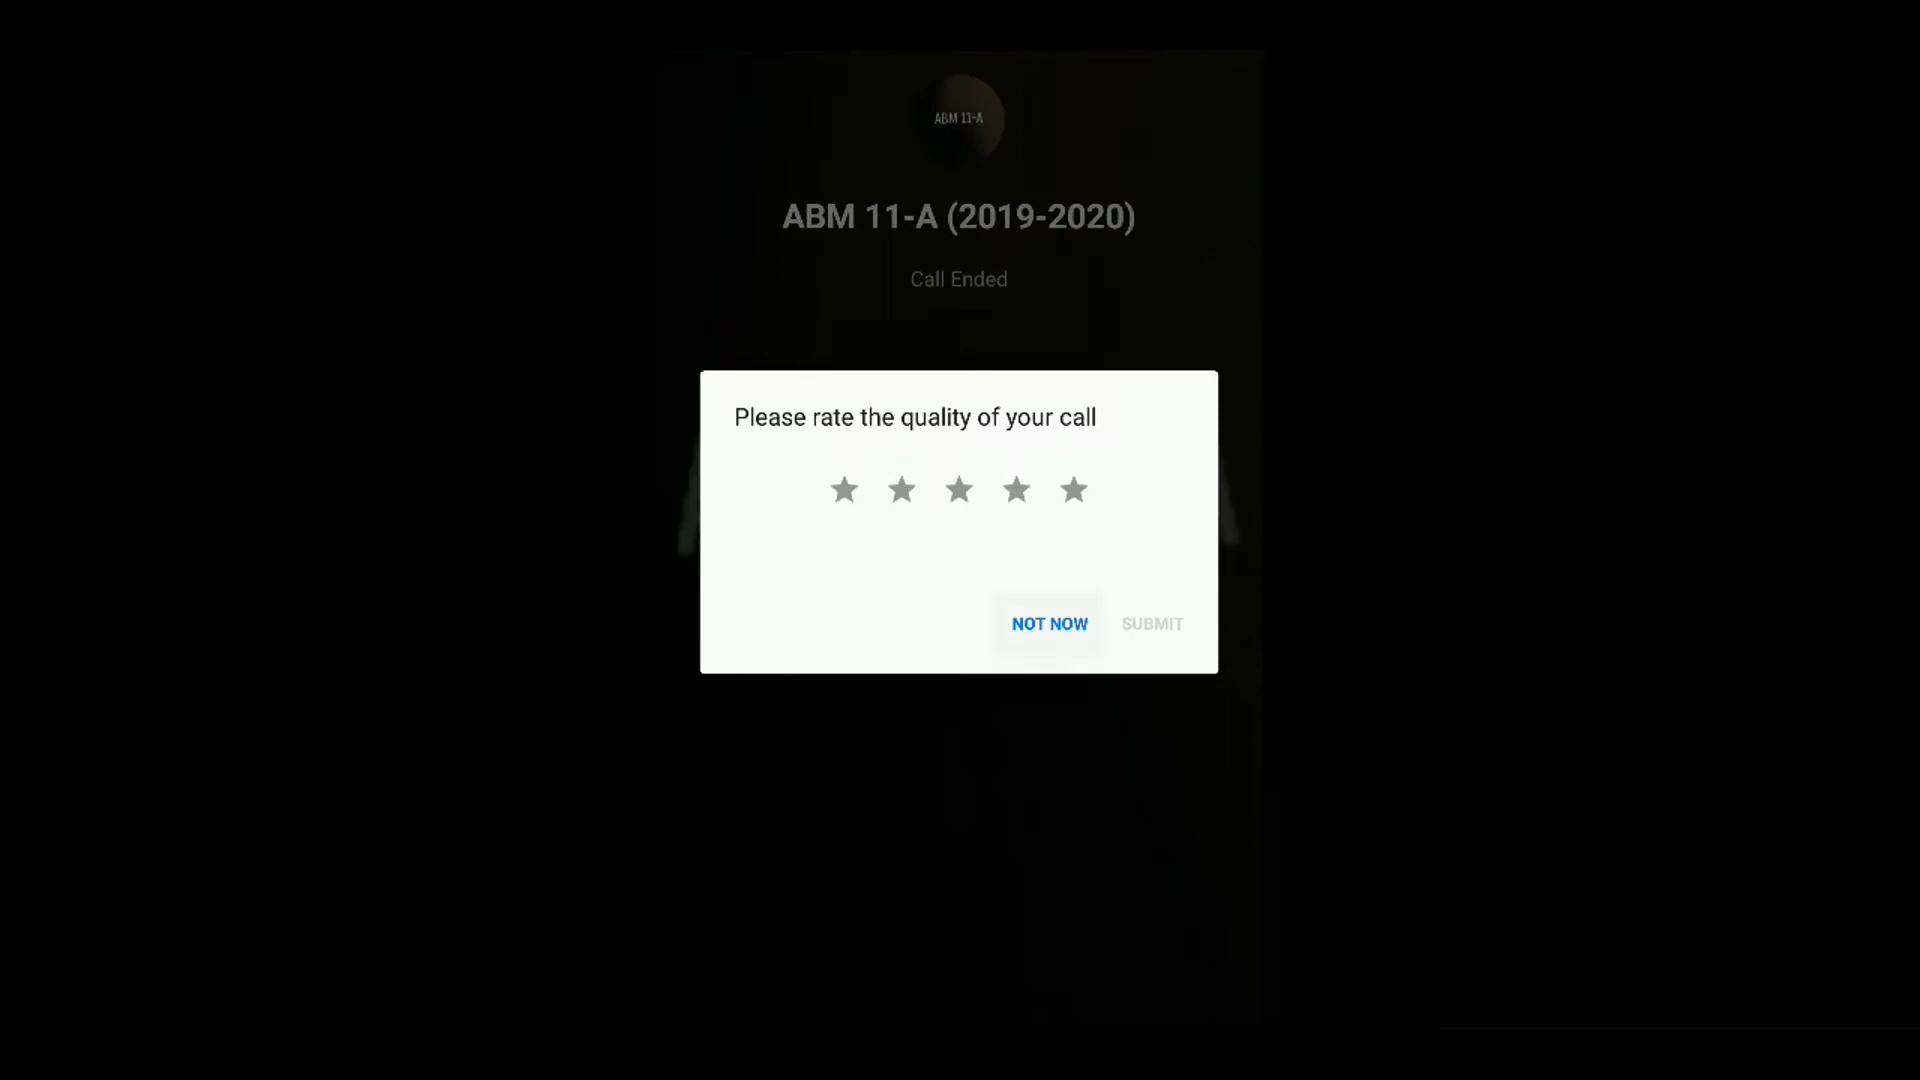 ABM 11-A
ABM 11-A (2019-2020)
Call Ended
Please rate the quality of your call
NOT NOW SUBMIT